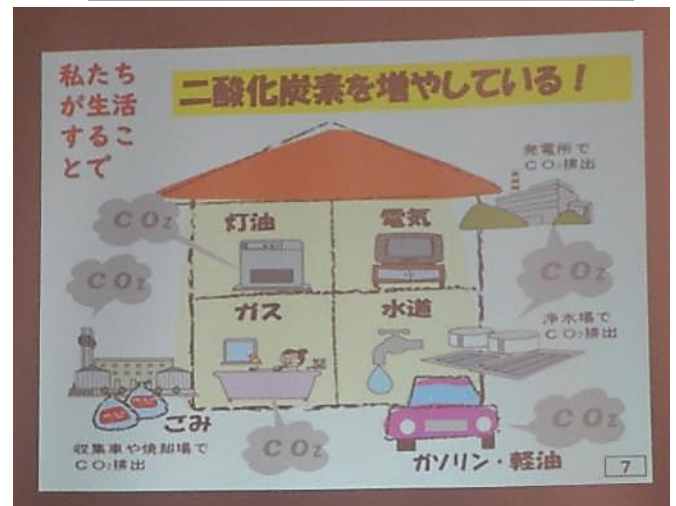 私たち
が生活
するこ
とで
二酸化炭素を増やしている!
発電所で
CO₂排出
CO₂
灯油
電気
CO₂
CO₂
ガス
水道
浄水場で
CO₂排出
ごみ
収集車や焼却場で
CO₂排出
CO₂
CO₂
ガソリン・軽油
7